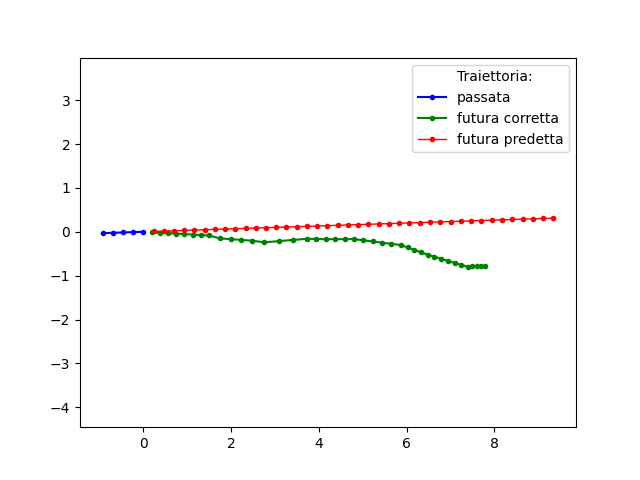 Traiettoria:
passata
futura corretta
futura predetta
3
2
1
0
−1
−2
−3
−4
0 2 4 6 8